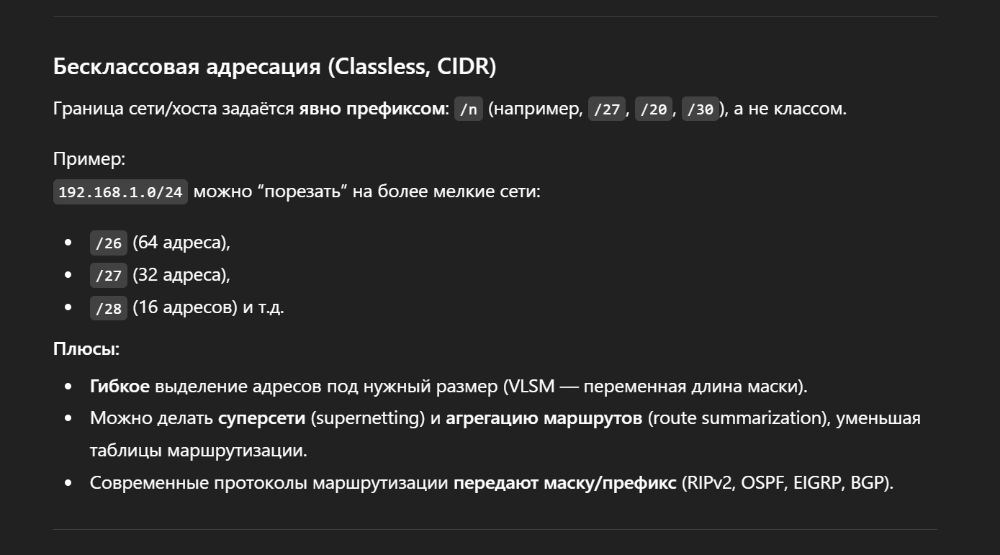 Бесклассовая адресация (Classless, CIDR)
Граница сети/хоста задаётся явно префиксом: /n (например, /27, /20, /30), а не классом.
Пример:
192.168.1.0/24 можно “порезать” на более мелкие сети:
/26 (64 адреса),
/27 (32 адреса),
/28 (16 адресов) и т.д.
Плюсы:
Гибкое выделение адресов под нужный размер (VLSM — переменная длина маски).
Можно делать суперсети (supernetting) и агрегацию маршрутов (route summarization), уменьшая
таблицы маршрутизации.
Современные протоколы маршрутизации передают маску/префикс (RIPv2, OSPF, EIGRP, BGP).